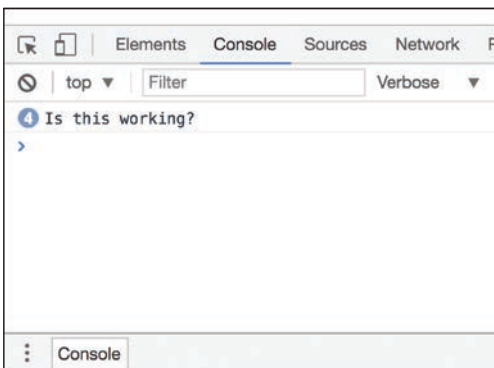 Elements Console Sources Network
top ▼ Filter Verbose ▼
4 Is this working?
>
Console